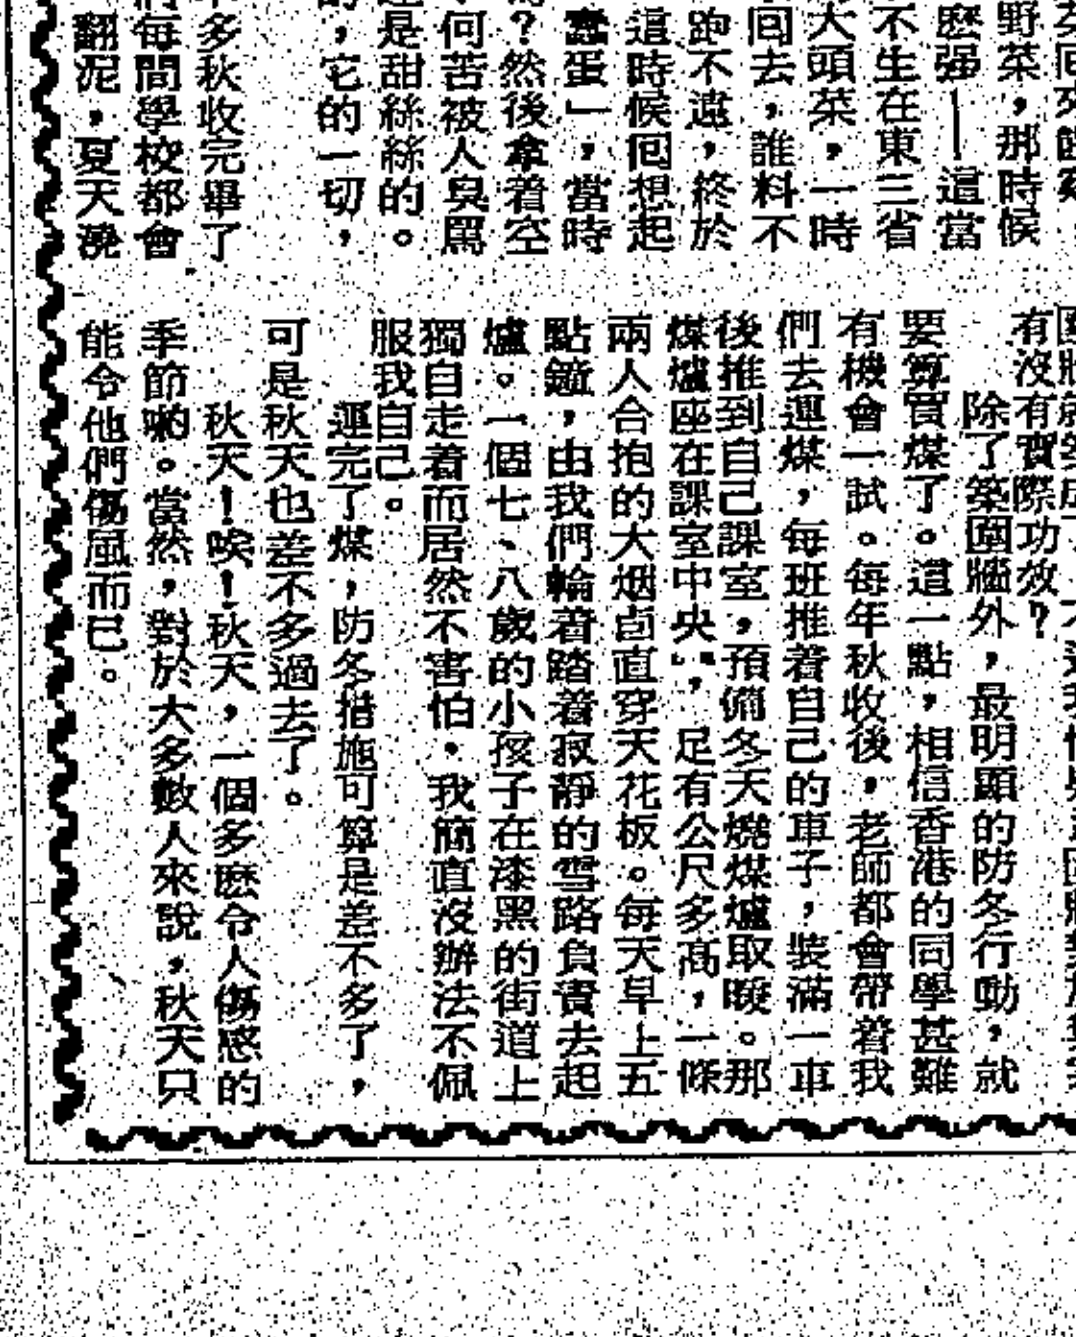 野菜，那時候
麽强——這當
不生在東三省
大頭菜，一時
回去，誰料不
跑不遠，終於
這時候回想起
蛋」，當時
？然後拿着空
何苦被人臭駡
是甜絲絲的。
，它的一切，
多秋收完畢了
們每間學校都會
翻泥，夏天澆
有沒有實際功效？
除了築圍牆外，最明顯的防冬行動，就
要算買煤了。這一點，相信香港的同學甚難
有機會一試。每年秋收後，老師都會帶着我
們去運煤，每班推着自己的車子，裝滿一車
後推到自己課室，預備冬天燒煤爐取暖。那
煤爐座在課室中央，足有公尺多高，一條
兩人合抱的大烟囱直穿天花板。每天早上五
點鐘，由我們輪着踏着寂靜的雪路負責去起
爐。一個七、八歲的小孩子在漆黑的街道上
獨自走着而居然不害怕，我簡直沒辦法不佩
服我自己。
運完了煤，防冬措施可算是差不多了，
可是秋天也差不多過去了。
秋天！唉！秋天，一個多麽令人傷感的
季節喲。當然，對於大多數人來說，秋天只
能令他們傷風而已。